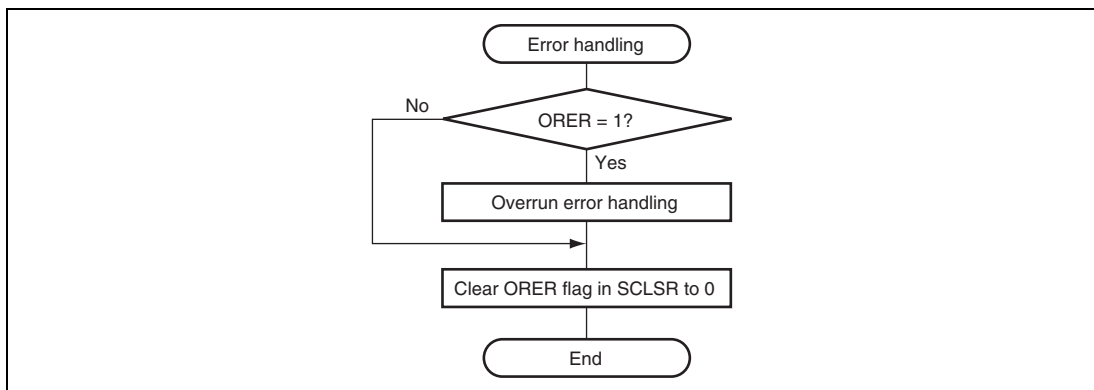 Error handling
No
ORER = 1?
Yes
Overrun error handling
Clear ORER flag in SCLSR to 0
End